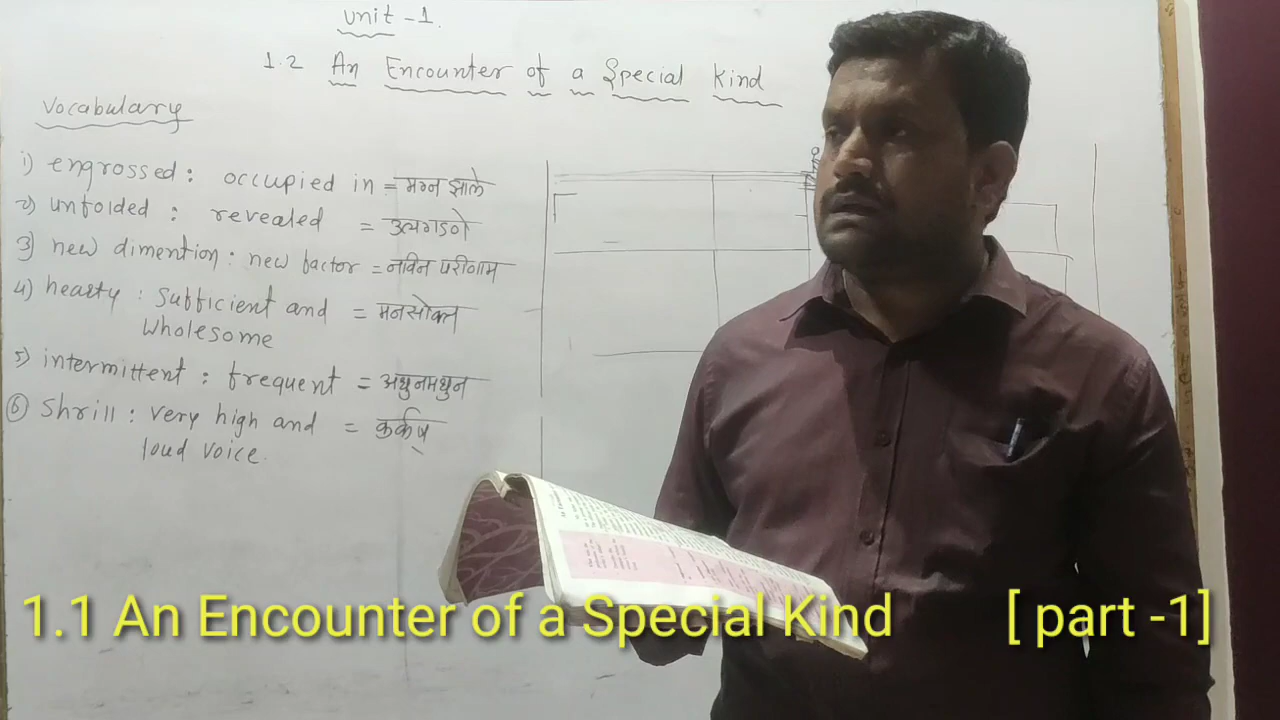 unit - 1.
1.2 An Encounter of a Special Kind
Vocabulary
1) engrossed : occupied in = मग्न झाले
2) unfolded : revealed = उलगडणे
3) new dimention : new factor = नविन परीणाम
4) hearty : Sufficient and = मनसोक्त
wholesome
5) intermittent : frequent = अधुनमधुन
6) Shrill : very high and = कर्कष
loud voice.
1.1 An Encounter of a Special Kind [ part -1]